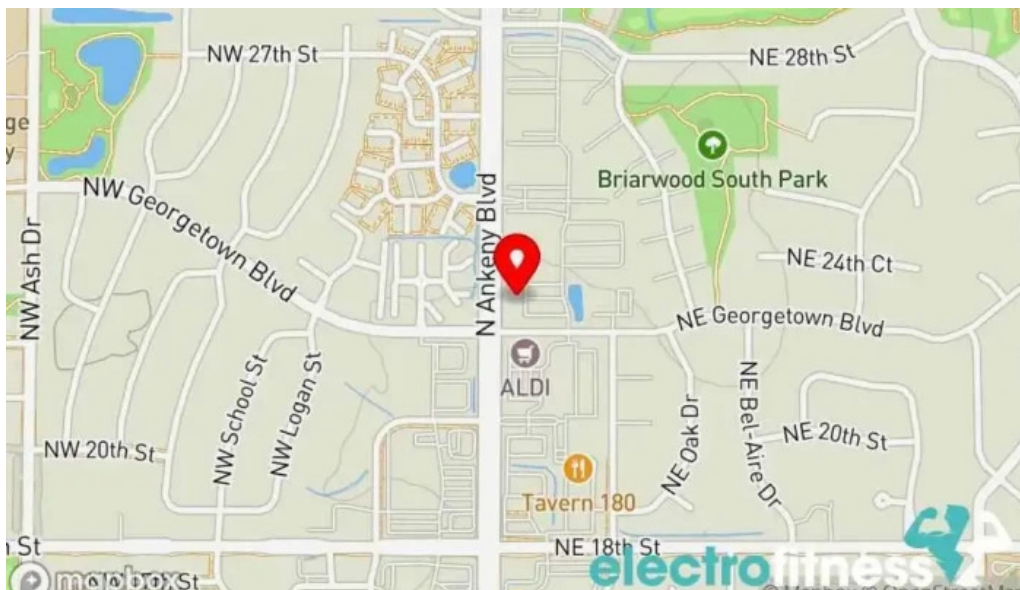 NW 27th St
NE 28th St
Briarwood South Park
NW Georgetown Blvd
N Ankeny Blvd
NW Ash Dr
NE 24th Ct
NE Georgetown Blvd
ALDI
NW School St
NW Logan St
NE Oak Dr
NE Bel-Aire Dr
NE 20th St
NW 20th St
Tavern 180
St
NE 18th St
electrofitness
mapbox